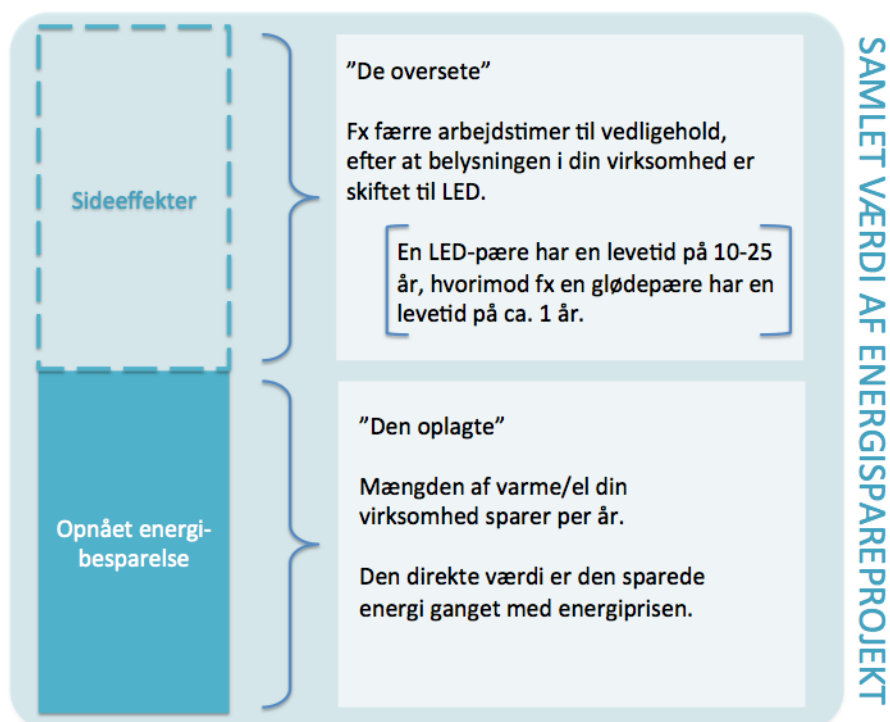 Sideeffekter
”De oversete”
Fx færre arbejdstimer til vedligehold,
efter at belysningen i din virksomhed er
skiftet til LED.
En LED-pære har en levetid på 10-25
år, hvorimod fx en glødepære har en
levetid på ca. 1 år.
Opnået energi-
besparelse
”Den oplagte”
Mængden af varme/el din
virksomhed sparer per år.
Den direkte værdi er den sparede
energi ganget med energiprisen.
SAMLET VÆRDI AF ENERGISPAREPROJEKT